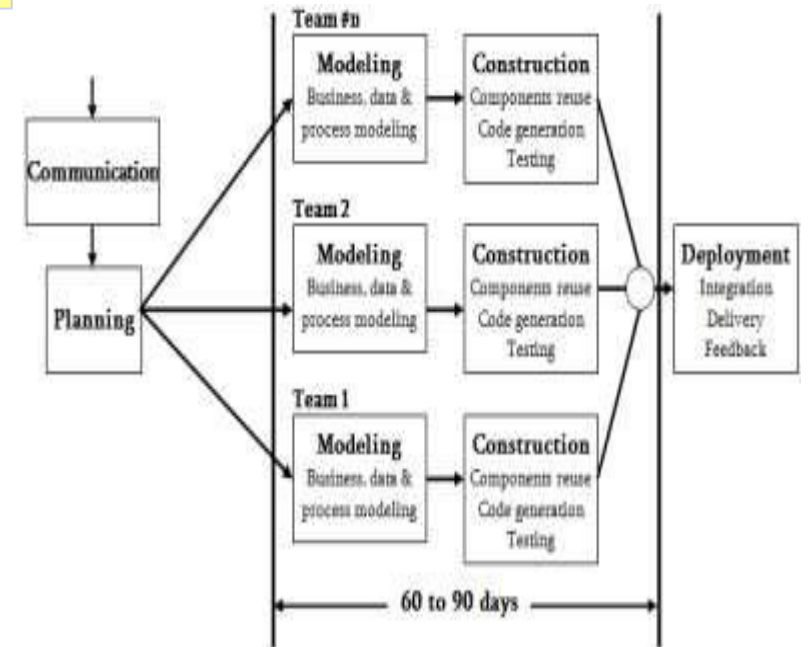 Communication
Planning
Team #n
Modeling
Business, data &
process modeling
Construction
Components reuse
Code generation
Testing
Team 2
Modeling
Business, data &
process modeling
Construction
Components reuse
Code generation
Testing
Team 1
Modeling
Business, data &
process modeling
Construction
Components reuse
Code generation
Testing
Deployment
Integration
Delivery
Feedback
60 to 90 days